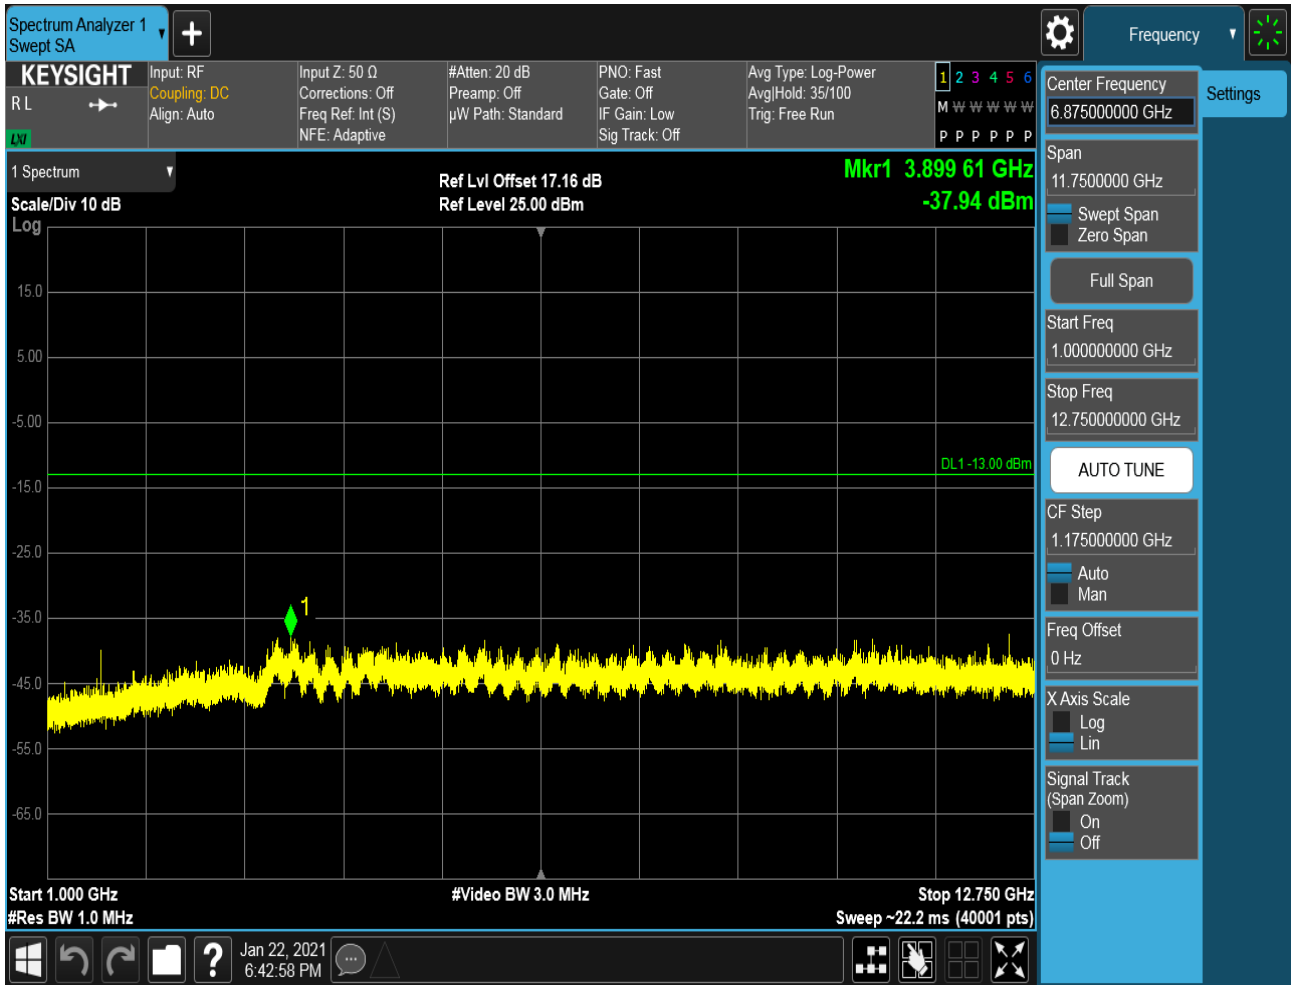 Spectrum Analyzer 1
Swept SA
+
Frequency
KEYSIGHT
R L
LXI
Input: RF
Coupling: DC
Align: Auto
Input Z: 50 Ω
Corrections: Off
Freq Ref: Int (S)
NFE: Adaptive
#Atten: 20 dB
Preamp: Off
µW Path: Standard
PNO: Fast
Gate: Off
IF Gain: Low
Sig Track: Off
Avg Type: Log-Power
Avg|Hold: 35/100
Trig: Free Run
1 2 3 4 5 6
M W W W W W
P P P P P P
1 Spectrum
Scale/Div 10 dB
Log
Ref Lvl Offset 17.16 dB
Ref Level 25.00 dBm
Mkr1 3.899 61 GHz
-37.94 dBm
15.0
5.00
-5.00
DL1 -13.00 dBm
-15.0
-25.0
1
-35.0
-45.0
-55.0
-65.0
Start 1.000 GHz
#Video BW 3.0 MHz
Stop 12.750 GHz
#Res BW 1.0 MHz
Sweep ~22.2 ms (40001 pts)
Center Frequency
6.875000000 GHz
Settings
Span
11.7500000 GHz
Swept Span
Zero Span
Full Span
Start Freq
1.000000000 GHz
Stop Freq
12.750000000 GHz
AUTO TUNE
CF Step
1.175000000 GHz
Auto
Man
Freq Offset
0 Hz
X Axis Scale
Log
Lin
Signal Track
(Span Zoom)
On
Off
?
Jan 22, 2021
6:42:58 PM